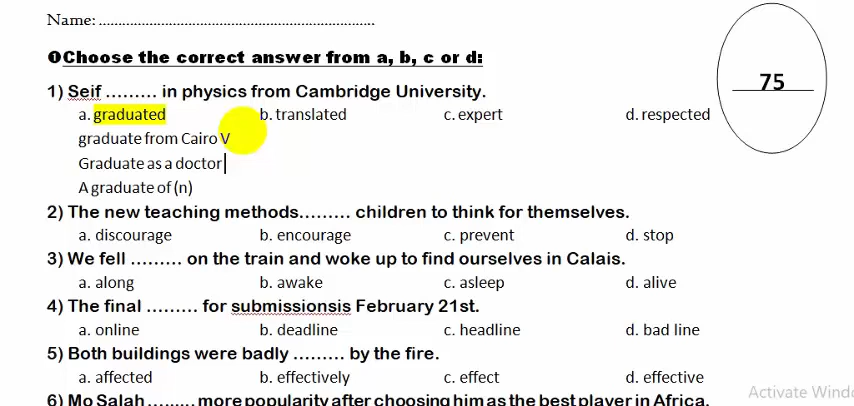 Name: ......................................................................
❶Choose the correct answer from a, b, c or d:
75
1) Seif ......... in physics from Cambridge University.
a. graduated b. translated c. expert d. respected
graduate from Cairo V
Graduate as a doctor
A graduate of (n)
2) The new teaching methods......... children to think for themselves.
a. discourage b. encourage c. prevent d. stop
3) We fell ......... on the train and woke up to find ourselves in Calais.
a. along b. awake c. asleep d. alive
4) The final ......... for submissionsis February 21st.
a. online b. deadline c. headline d. bad line
5) Both buildings were badly ......... by the fire.
a. affected b. effectively c. effect d. effective
Activate Windo
6) Mo Salah ......... more popularity after choosing him as the best player in Africa.